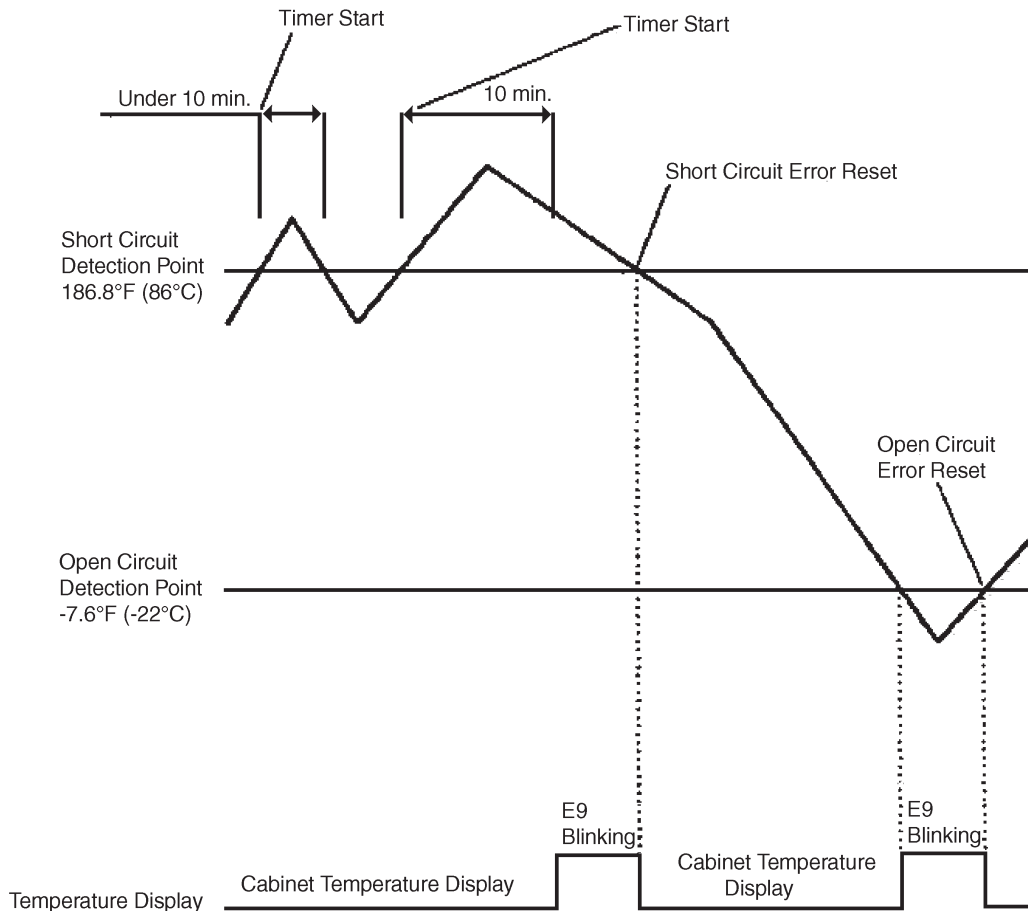 Timer Start
Timer Start
Under 10 min.
10 min.
Short Circuit Error Reset
Short Circuit
Detection Point
186.8°F (86°C)
Open Circuit
Error Reset
Open Circuit
Detection Point
-7.6°F (-22°C)
E9
Blinking
E9
Blinking
Cabinet Temperature Display
Cabinet Temperature
Display
Temperature Display